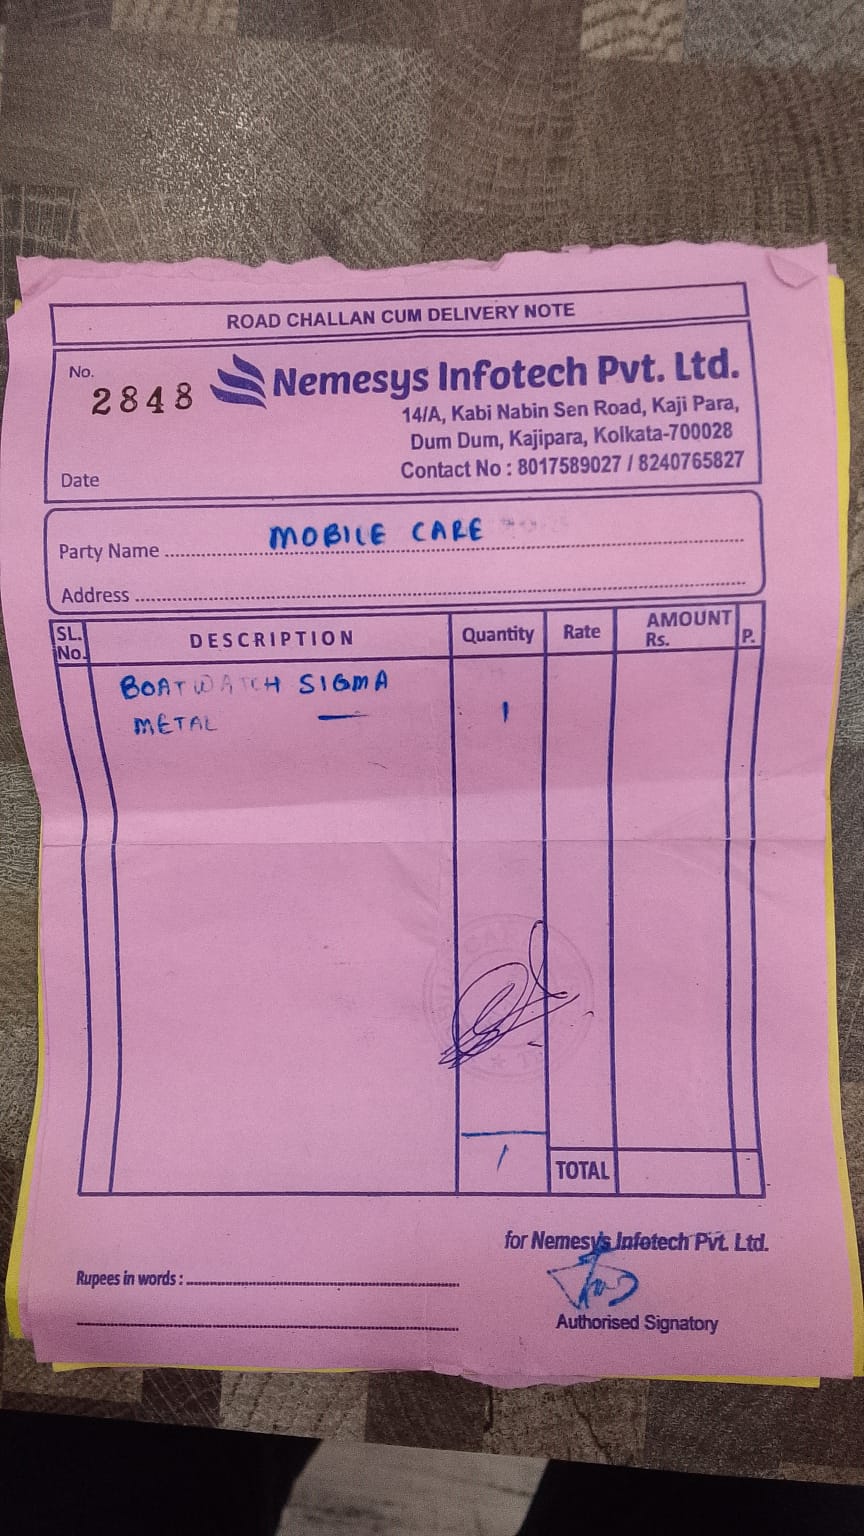 ROAD CHALLAN CUM DELIVERY NOTE
No.
2848
Nemesys Infotech Pvt. Ltd.
14/A, Kabi Nabin Sen Road, Kaji Para,
Dum Dum, Kajipara, Kolkata-700028
Contact No : 8017589027 / 8240765827
Date
Party Name MOBILE CARE
Address
SL. No. DESCRIPTION Quantity Rate AMOUNT Rs. P.
BOAT WATCH SIGMA
METAL — 1
1 TOTAL
for Nemesys Infotech Pvt. Ltd.
Rupees in words :
Authorised Signatory